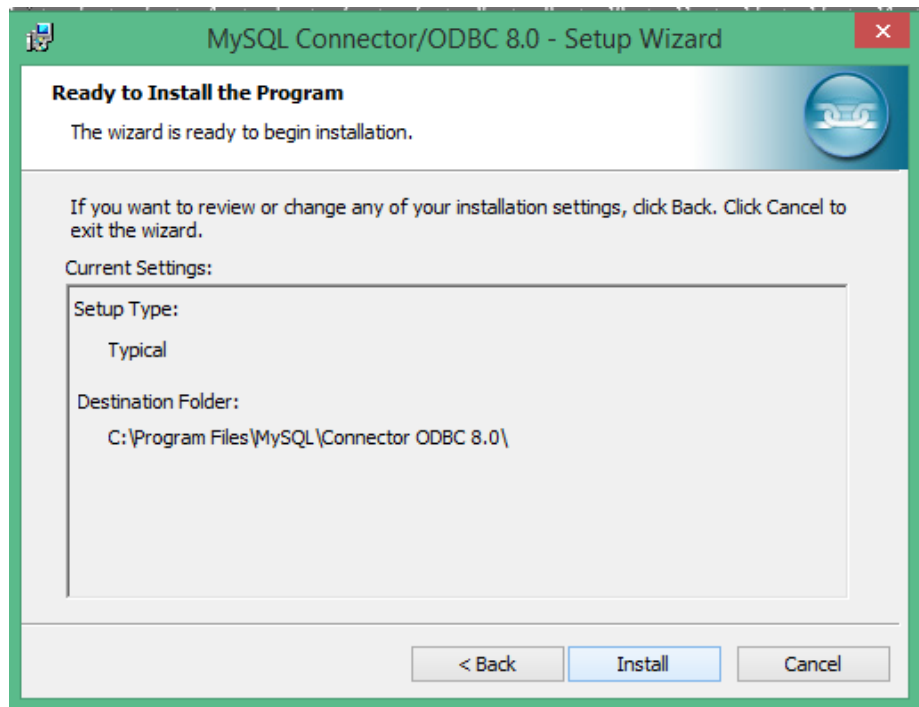 MySQL Connector/ODBC 8.0 - Setup Wizard
Ready to Install the Program
The wizard is ready to begin installation.
If you want to review or change any of your installation settings, click Back. Click Cancel to
exit the wizard.
Current Settings:
Setup Type:
Typical
Destination Folder:
C:\Program Files\MySQL\Connector ODBC 8.0\
< Back
Install
Cancel